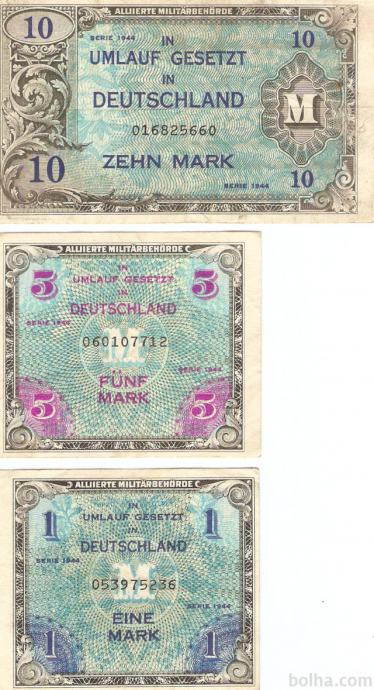 ALLIIERTE MILITÄRBEHÖRDE
10 SERIE 1944 IN 10
UMLAUF GESETZT
IN
DEUTSCHLAND
M
016825660
10 ZEHN MARK 10
SERIE 1944
ALLIIERTE MILITÄRBEHÖRDE
5 IN 5
UMLAUF GESETZT
IN
DEUTSCHLAND
SERIE 1944
M
060107712
FÜNF SERIE 1944
5 MARK 5
ALLIIERTE MILITÄRBEHÖRDE
1 IN 1
UMLAUF GESETZT
IN
DEUTSCHLAND
SERIE 1944
M
053975236
EINE SERIE 1944
1 MARK 1
bolha.com